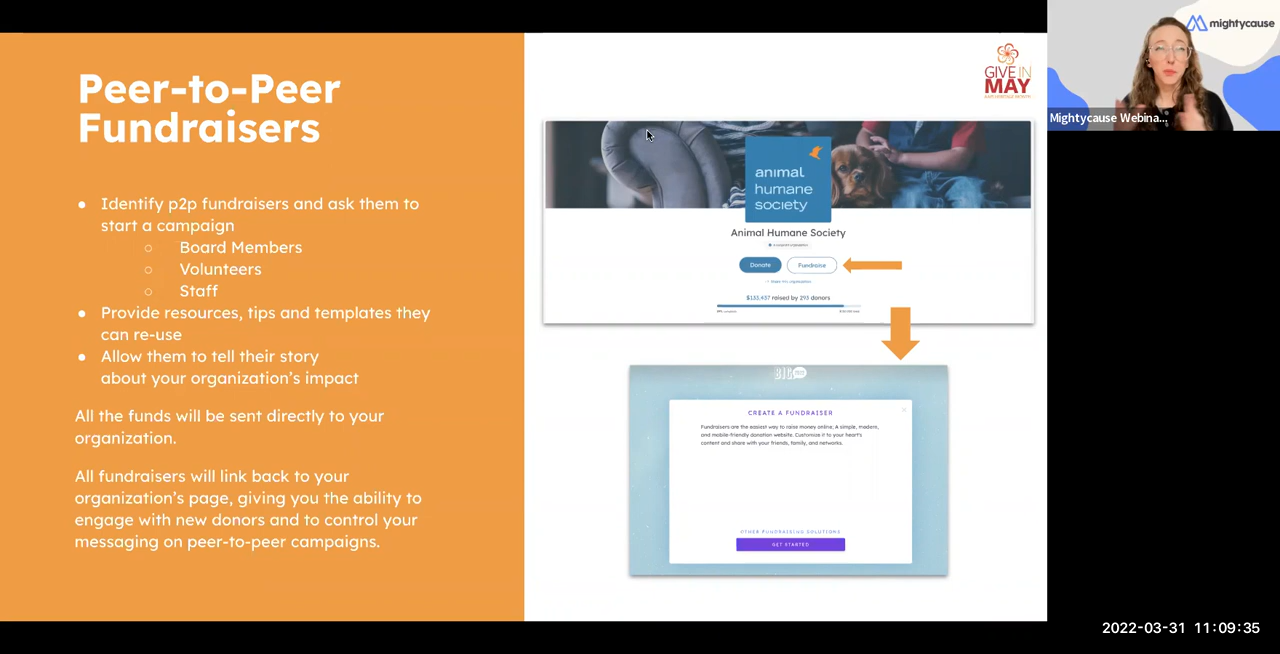 Peer-to-Peer
Fundraisers
● Identify p2p fundraisers and ask them to
start a campaign
○ Board Members
○ Volunteers
○ Staff
● Provide resources, tips and templates they
can re-use
● Allow them to tell their story
about your organization's impact
All the funds will be sent directly to your
organization.
All fundraisers will link back to your
organization's page, giving you the ability to
engage with new donors and to control your
messaging on peer-to-peer campaigns.
GIVE IN
MAY
animal
humane
society
Animal Humane Society
Donate
Fundraise
raised by 293 donors
BIG
CREATE A FUNDRAISER
Fundraisers are the easiest way to raise money online; A simple, modern,
and mobile-friendly donation website. Customize it to your heart's
content and share with your friends, family, and networks.
OTHER FUNDRAISING SOLUTIONS
GET STARTED
mightycause
Mightycause Webina...
2022-03-31 11:09:35